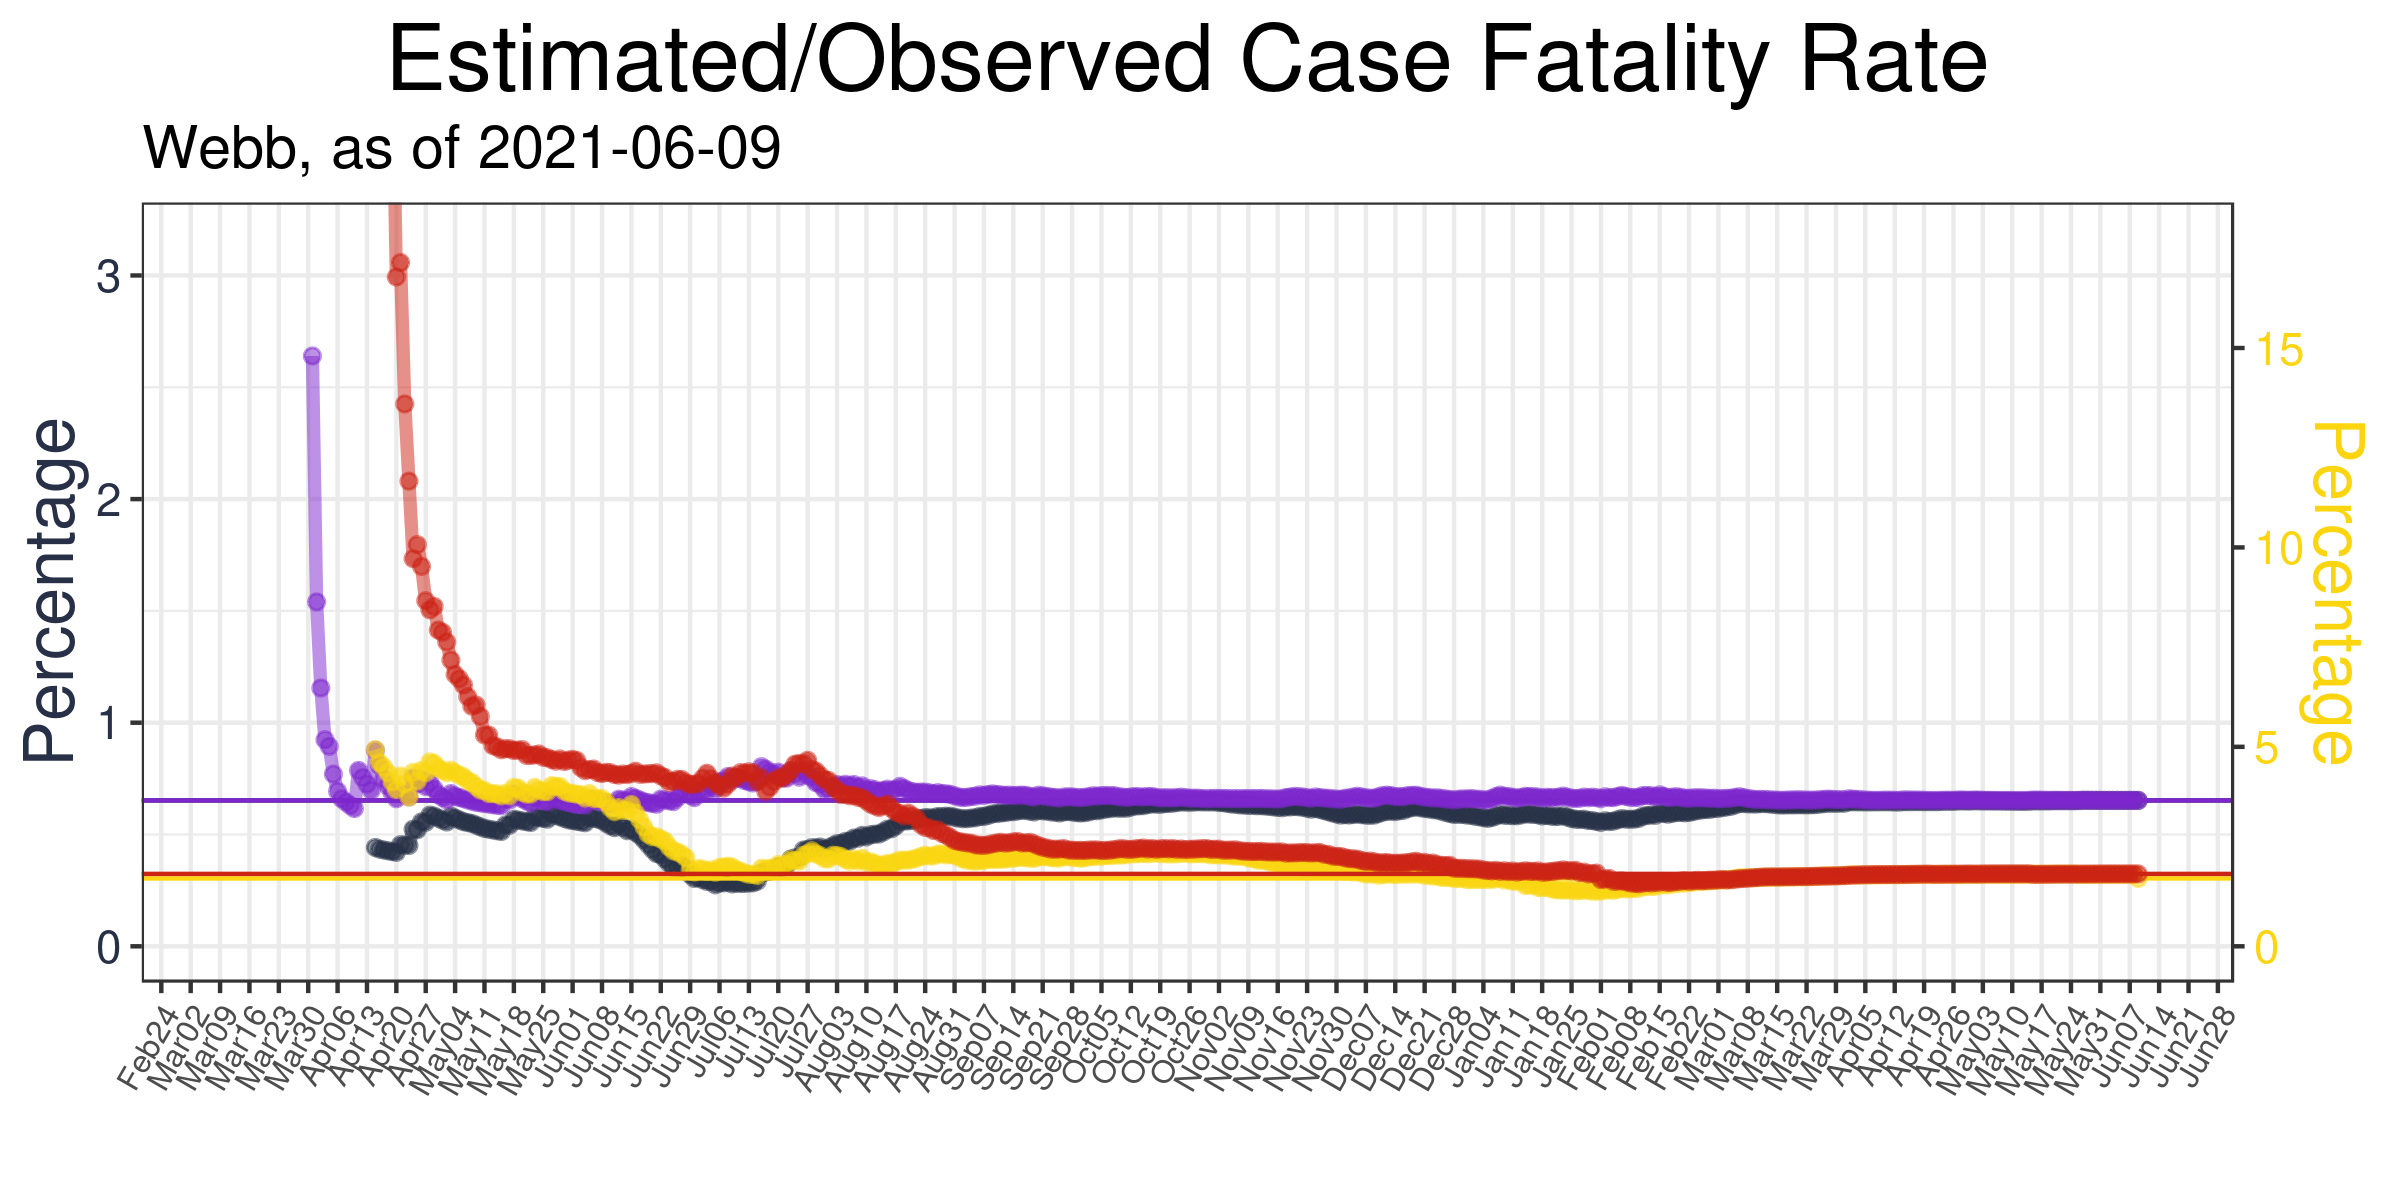 Estimated/Observed Case Fatality Rate
Webb, as of 2021-06-09
Percentage
3
2
1
0
15
10
5
0
Percentage
Feb24
Mar02
Mar09
Mar16
Mar23
Mar30
Apr06
Apr13
Apr20
Apr27
May04
May11
May18
May25
Jun01
Jun08
Jun15
Jun22
Jun29
Jul06
Jul13
Jul20
Jul27
Aug03
Aug10
Aug17
Aug24
Aug31
Sep07
Sep14
Sep21
Sep28
Oct05
Oct12
Oct19
Oct26
Nov02
Nov09
Nov16
Nov23
Nov30
Dec07
Dec14
Dec21
Dec28
Jan04
Jan11
Jan18
Jan25
Feb01
Feb08
Feb15
Feb22
Mar01
Mar08
Mar15
Mar22
Mar29
Apr05
Apr12
Apr19
Apr26
May03
May10
May17
May24
May31
Jun07
Jun14
Jun21
Jun28